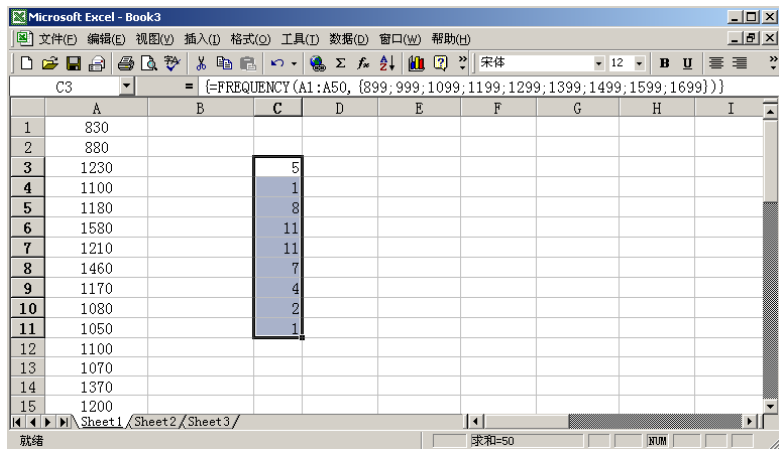 Microsoft Excel - Book3
文件(F) 编辑(E) 视图(V) 插入(I) 格式(O) 工具(T) 数据(D) 窗口(W) 帮助(H)
宋体 12 B U
C3 = {=FREQUENCY(A1:A50,{899;999;1099;1199;1299;1399;1499;1599;1699})}
A B C D E F G H I
1 830
2 880
3 1230 5
4 1100 1
5 1180 8
6 1580 11
7 1210 11
8 1460 7
9 1170 4
10 1080 2
11 1050 1
12 1100
13 1070
14 1370
15 1200
Sheet1 Sheet2 Sheet3
就绪 求和=50 NUM